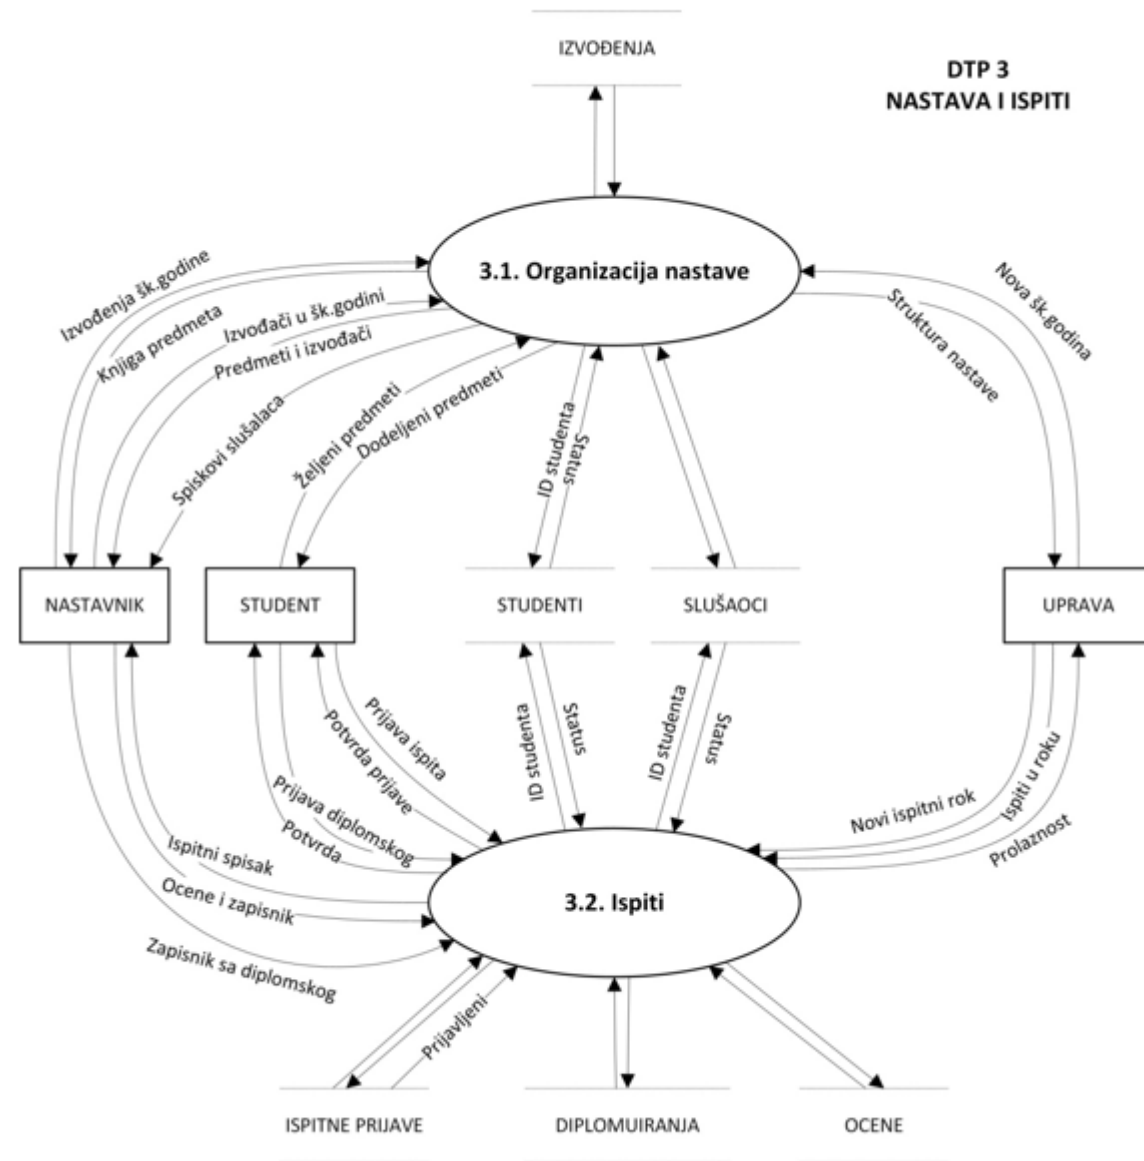 IZVOĐENJA
DTP 3
NASTAVA I ISPITI
3.1. Organizacija nastave
Izvođenja šk.godine
Knjiga predmeta
Izvođači u šk.godini
Predmeti i izvođači
Spiskovi slušalaca
Željeni predmeti
Dodeljeni predmeti
ID studenta
Status
Struktura nastave
Nova šk.godina
NASTAVNIK
STUDENT
STUDENTI
SLUŠAOCI
UPRAVA
Prijava ispita
Potvrda prijave
Prijava diplomskog
Potvrda
ID studenta
Status
ID studenta
Status
Novi ispitni rok
Ispiti u roku
Prolaznost
Ispitni spisak
Ocene i zapisnik
Zapisnik sa diplomskog
3.2. Ispiti
Prijavljeni
ISPITNE PRIJAVE
DIPLOMUIRANJA
OCENE